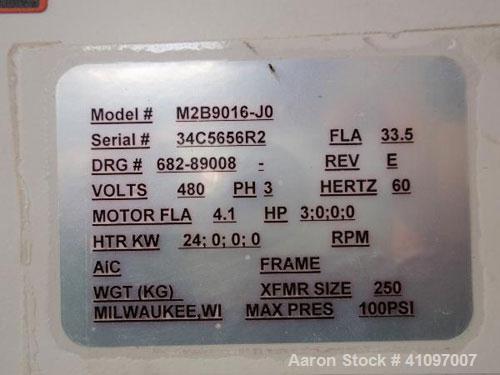 Model # M2B9016-J0
Serial # 34C5656R2 FLA 33.5
DRG # 682-89008 - REV E
VOLTS 480 PH 3 HERTZ 60
MOTOR FLA 4.1 HP 3;0;0;0
HTR KW 24; 0; 0; 0 RPM
AiC FRAME
WGT (KG) XFMR SIZE 250
MILWAUKEE,WI MAX PRES 100PSI
Aaron Stock # 41097007